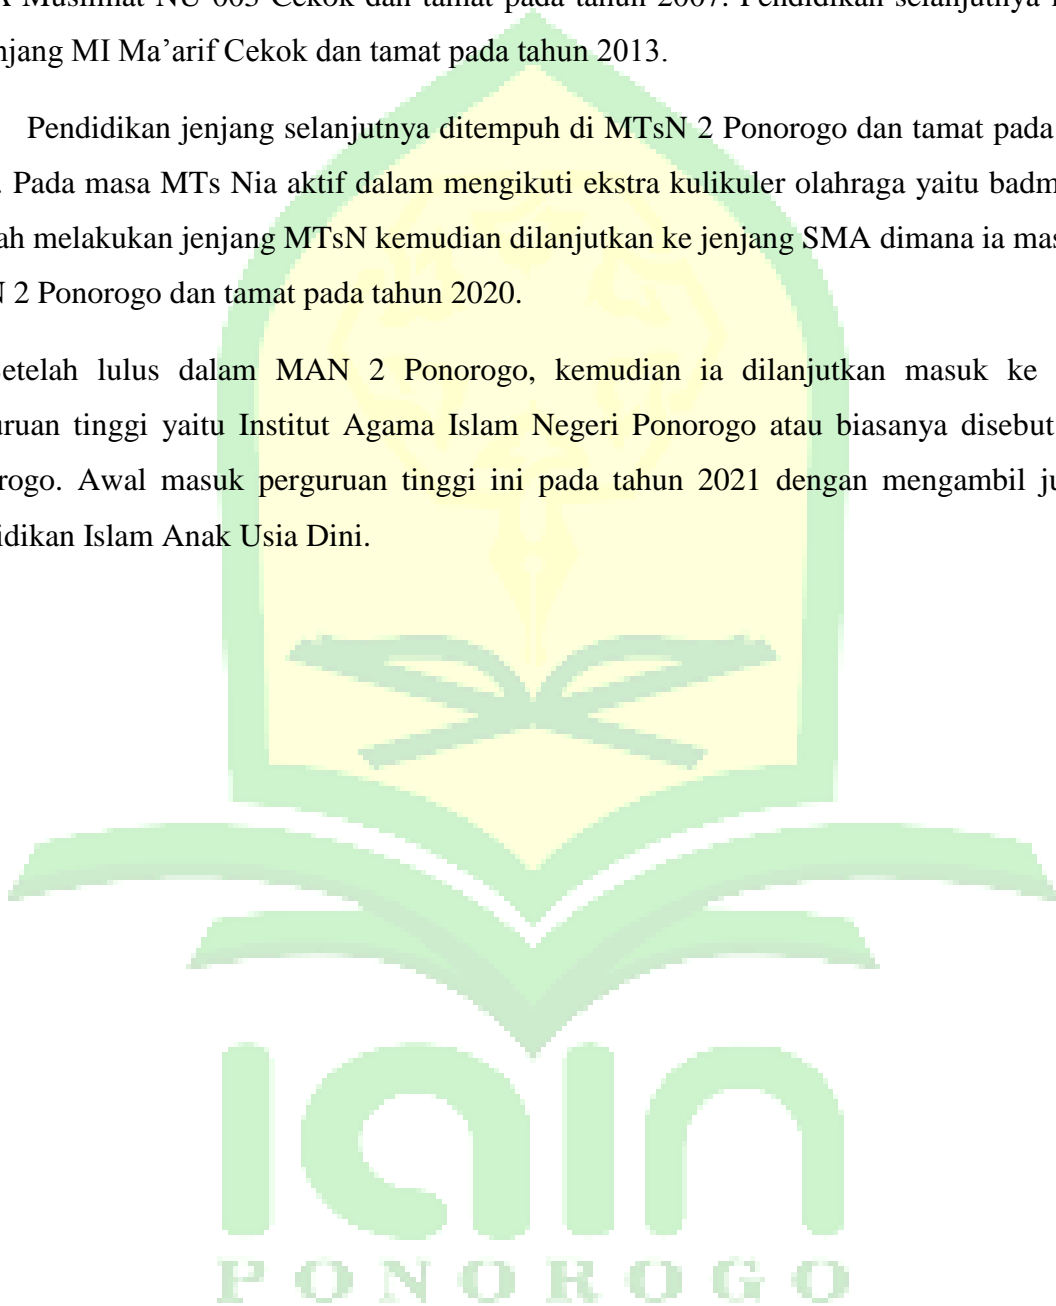 A Muslimat NU 003 Cekok dan tamat pada tahun 2007. Pendidikan selanjutnya
njang MI Ma’arif Cekok dan tamat pada tahun 2013.
Pendidikan jenjang selanjutnya ditempuh di MTsN 2 Ponorogo dan tamat pada
. Pada masa MTs Nia aktif dalam mengikuti ekstra kulikuler olahraga yaitu badm
ah melakukan jenjang MTsN kemudian dilanjutkan ke jenjang SMA dimana ia mas
N 2 Ponorogo dan tamat pada tahun 2020.
etelah lulus dalam MAN 2 Ponorogo, kemudian ia dilanjutkan masuk ke
uruan tinggi yaitu Institut Agama Islam Negeri Ponorogo atau biasanya disebut
rogo. Awal masuk perguruan tinggi ini pada tahun 2021 dengan mengambil ju
idikan Islam Anak Usia Dini.
iain
PONOROGO